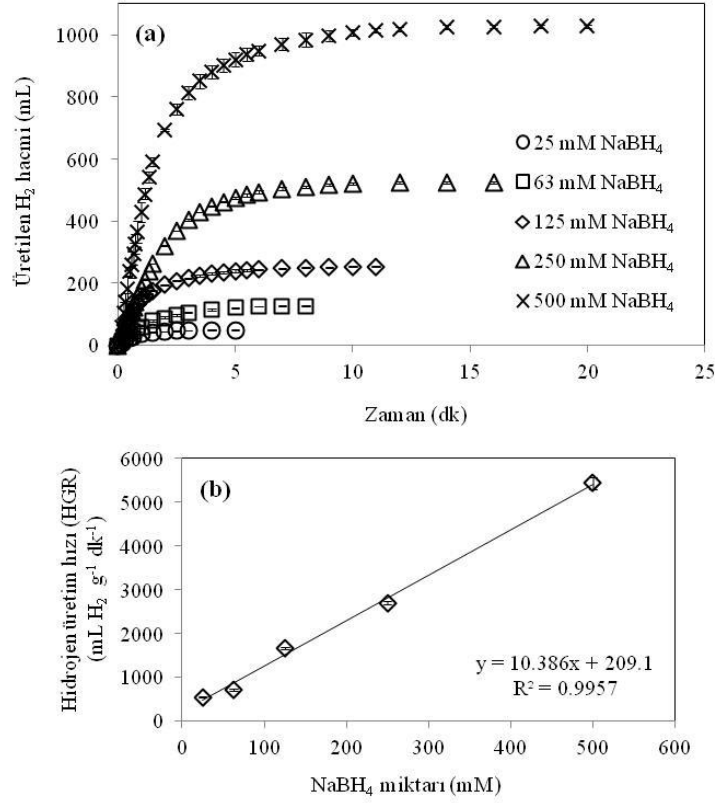 (a)
1000
800
600
400
200
0
Üretilen H₂ hacmi (mL)
25 mM NaBH₄
63 mM NaBH₄
125 mM NaBH₄
250 mM NaBH₄
500 mM NaBH₄
0 5 10 15 20 25
Zaman (dk)
(b)
6000
5000
4000
3000
2000
1000
0
Hidrojen üretim hızı (HGR)
(mL H₂ g⁻¹ dk⁻¹)
y = 10.386x + 209.1
R² = 0.9957
0 100 200 300 400 500 600
NaBH₄ miktarı (mM)